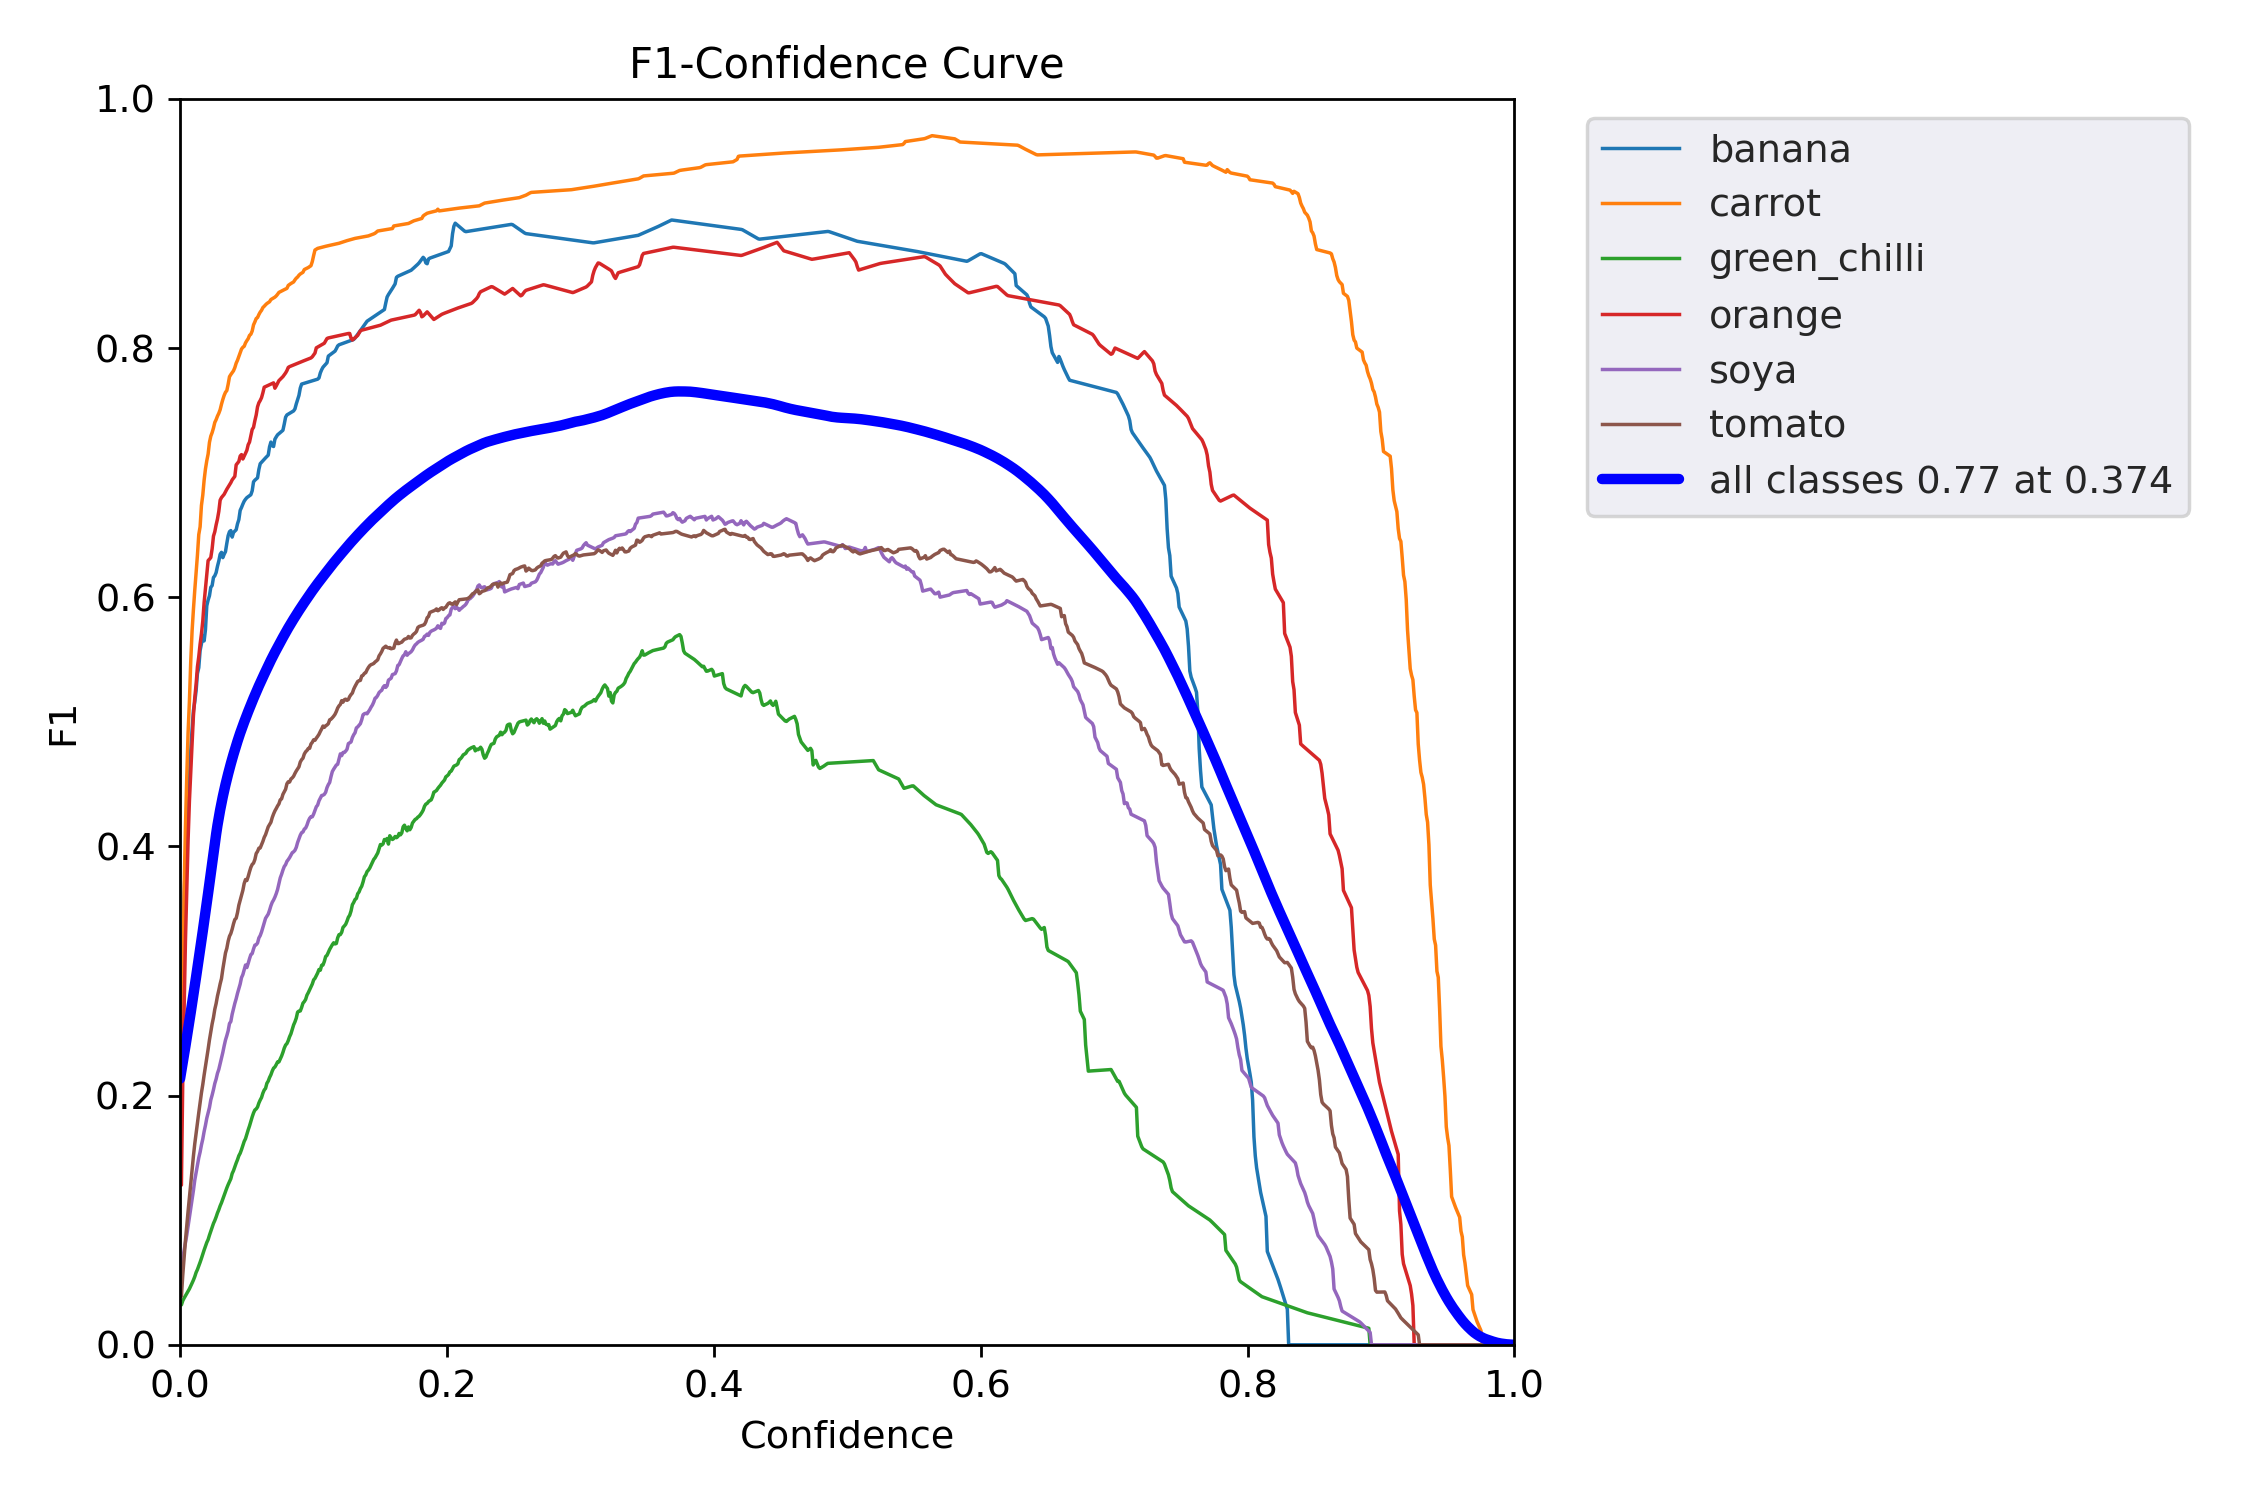 F1-Confidence Curve
1.0
0.8
0.6
0.4
0.2
0.0
F1
0.0 0.2 0.4 0.6 0.8 1.0
Confidence
banana
carrot
green_chilli
orange
soya
tomato
all classes 0.77 at 0.374